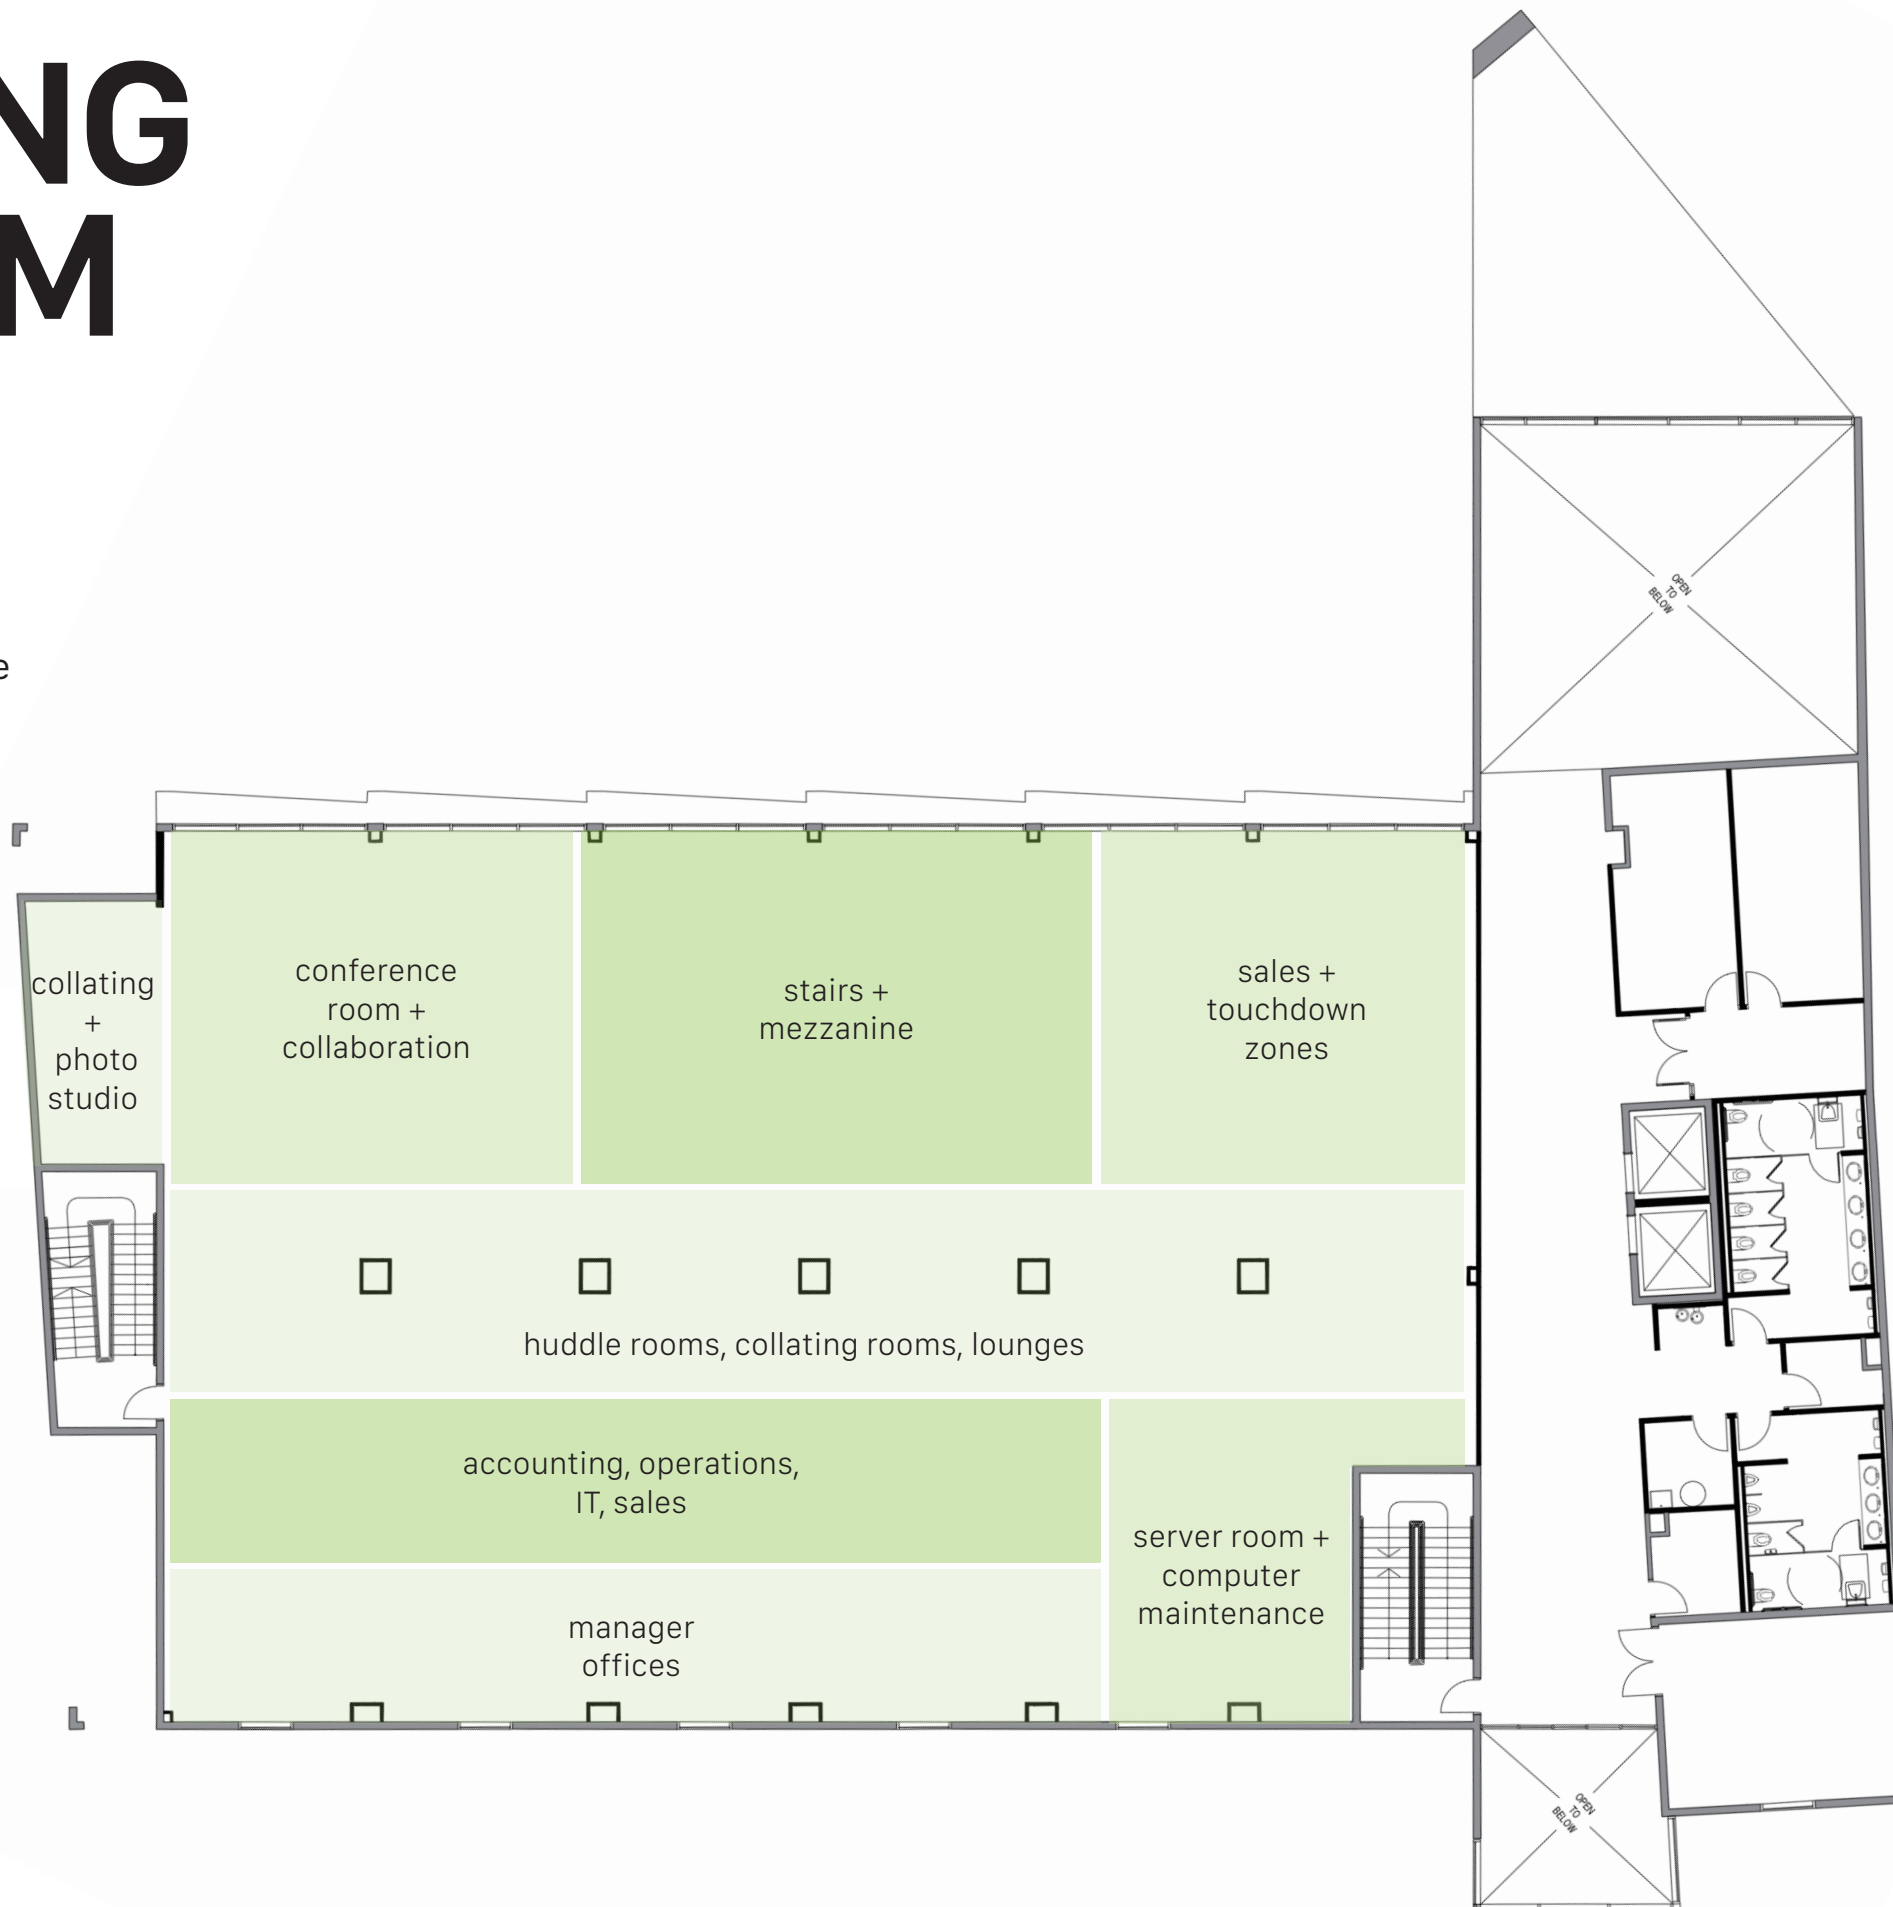 NG
M
e
OPEN
TO
BELOW
collating
+
photo
studio
conference
room +
collaboration
stairs +
mezzanine
sales +
touchdown
zones
huddle rooms, collating rooms, lounges
accounting, operations,
IT, sales
server room +
computer
maintenance
manager
offices
OPEN
TO
BELOW